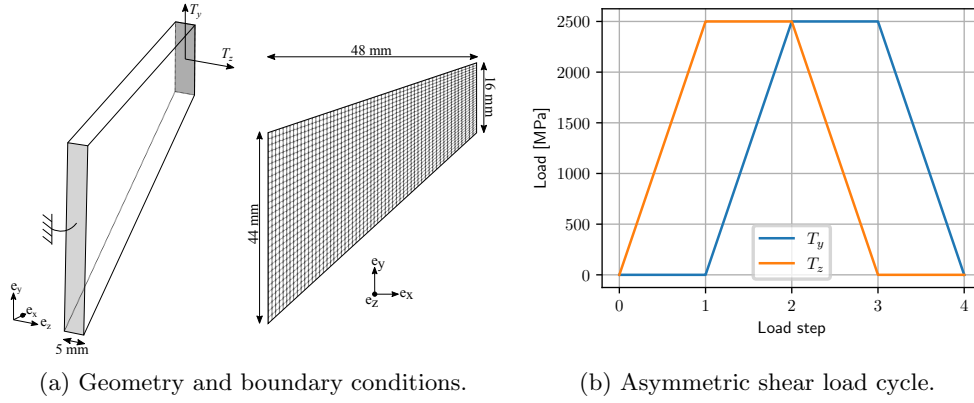 T_y
T_z
e_y
e_x
e_z
5 mm
48 mm
16 mm
44 mm
e_y
e_z
e_x
(a) Geometry and boundary conditions.
Load [MPa]
2500
2000
1500
1000
500
0
0 1 2 3 4
Load step
T_y
T_z
(b) Asymmetric shear load cycle.